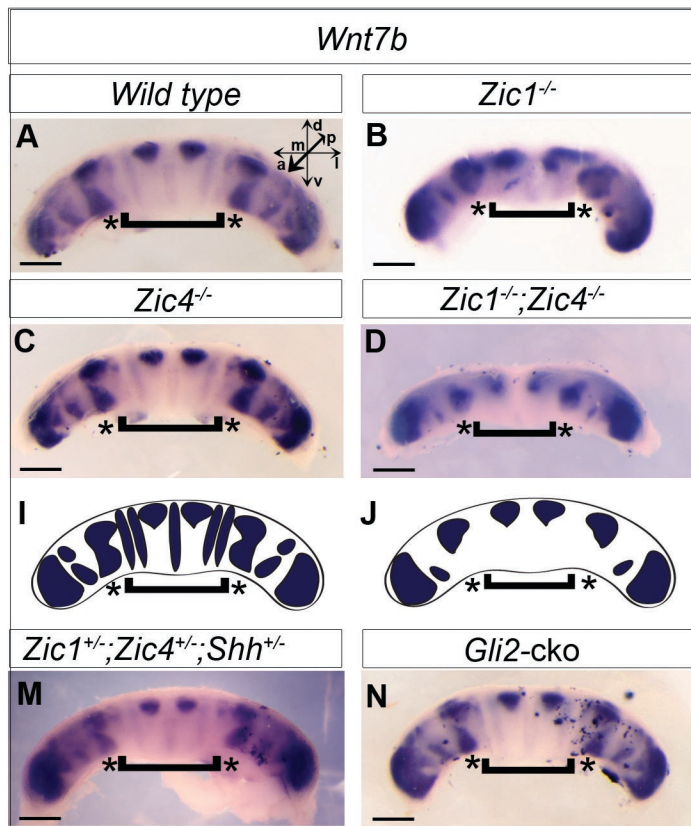 Wnt7b
Wild type
Zic1-/-
A
d
m
p
a
l
v
B
*
*
*
*
Zic4-/-
Zic1-/-;Zic4-/-
C
D
*
*
*
*
I
J
*
*
*
*
Zic1+/-;Zic4+/-;Shh+/-
Gli2-cko
M
N
*
*
*
*